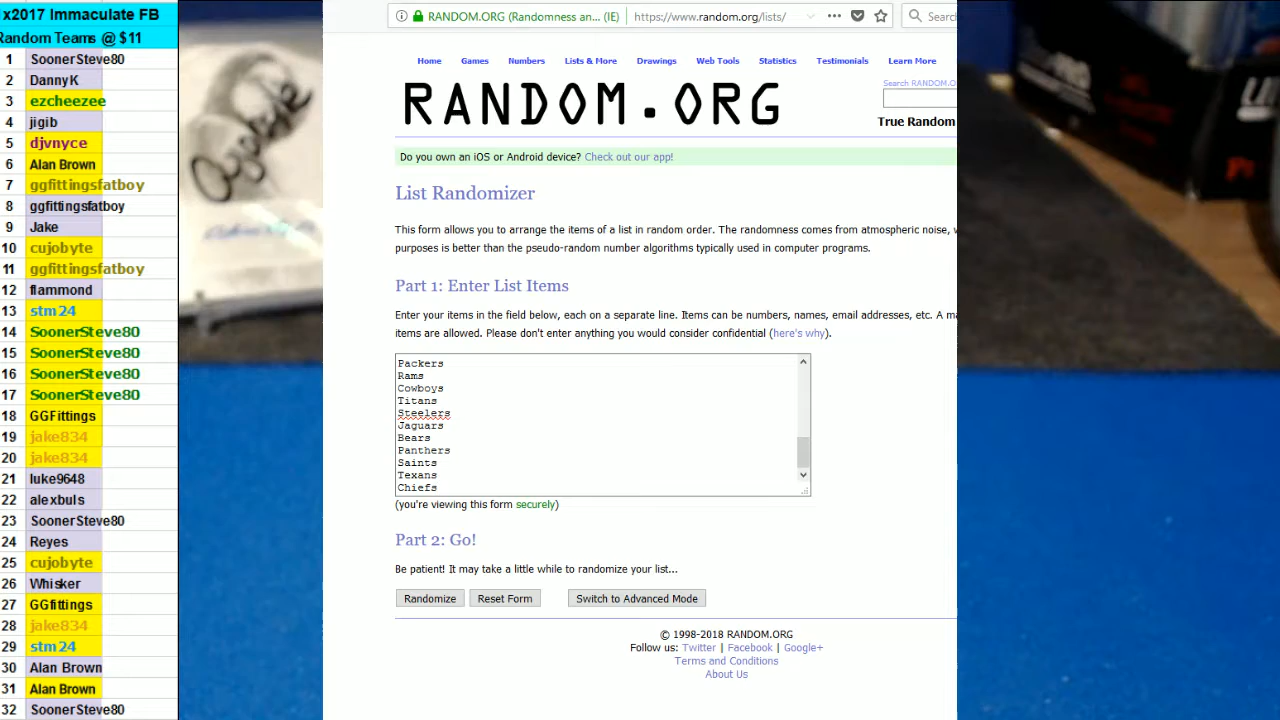 1x2017 Immaculate FB
Random Teams @ $11
1 SoonerSteve80
2 DannyK
3 ezcheezee
4 jigib
5 djvnyce
6 Alan Brown
7 ggfittingsfatboy
8 ggfittingsfatboy
9 Jake
10 cujobyte
11 ggfittingsfatboy
12 flammond
13 stm24
14 SoonerSteve80
15 SoonerSteve80
16 SoonerSteve80
17 SoonerSteve80
18 GGFittings
19 jake834
20 jake834
21 luke9648
22 alexbuls
23 SoonerSteve80
24 Reyes
25 cujobyte
26 Whisker
27 GGfittings
28 jake834
29 stm24
30 Alan Brown
31 Alan Brown
32 SoonerSteve80
RANDOM.ORG (Randomness an... (IE)
https://www.random.org/lists/
Searc
Home Games Numbers Lists & More Drawings Web Tools Statistics Testimonials Learn More
Search RANDOM.O
RANDOM.ORG
True Random
Do you own an iOS or Android device? Check out our app!
List Randomizer
This form allows you to arrange the items of a list in random order. The randomness comes from atmospheric noise, w
purposes is better than the pseudo-random number algorithms typically used in computer programs.
Part 1: Enter List Items
Enter your items in the field below, each on a separate line. Items can be numbers, names, email addresses, etc. A ma
items are allowed. Please don't enter anything you would consider confidential (here's why).
Packers
Rams
Cowboys
Titans
Steelers
Jaguars
Bears
Panthers
Saints
Texans
Chiefs
(you're viewing this form securely)
Part 2: Go!
Be patient! It may take a little while to randomize your list...
Randomize Reset Form Switch to Advanced Mode
© 1998-2018 RANDOM.ORG
Follow us: Twitter | Facebook | Google+
Terms and Conditions
About Us